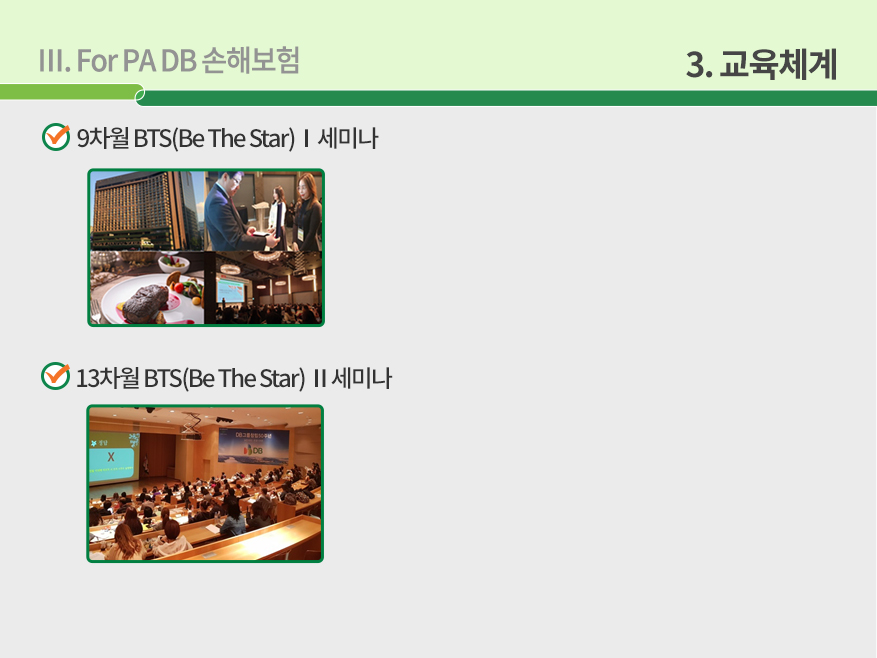 III. For PA DB 손해보험
3. 교육체계
9차월 BTS(Be The Star) Ⅰ 세미나
13차월 BTS(Be The Star) Ⅱ 세미나
X
DB